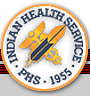 INDIAN HEALTH SERVICE
• PHS • 1955 •